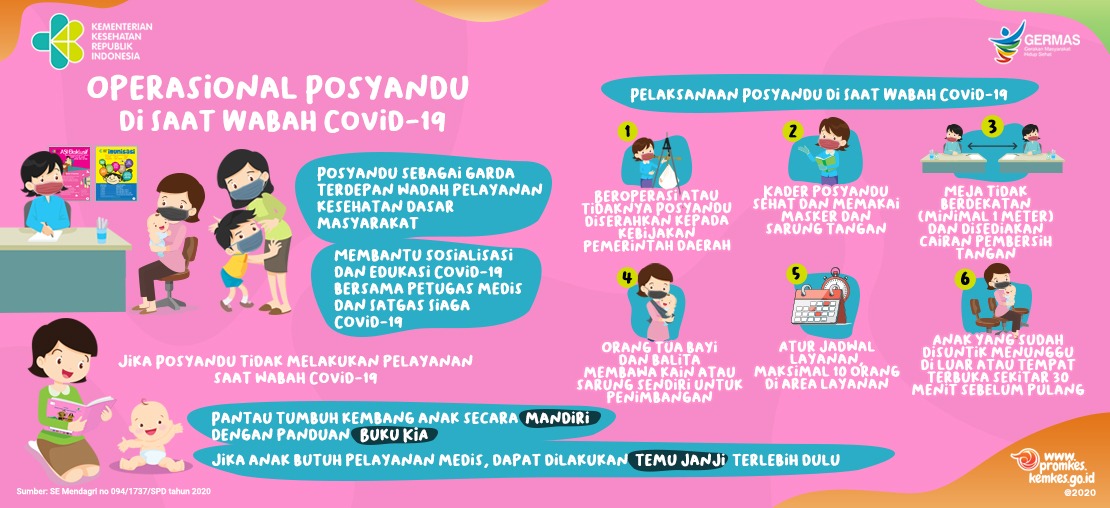 KEMENTERIAN
KESEHATAN
REPUBLIK
INDONESIA
GERMAS
Gerakan Masyarakat
Hidup Sehat
OPERASIONAL POSYANDU
Di SAAT WABAH COViD-19
ASI Eksklusif
imunisasi
POSYANDU SEBAGAI GARDA
TERDEPAN WADAH PELAYANAN
KESEHATAN DASAR
MASYARAKAT
MEMBANTU SOSIALISASI
DAN EDUKASI COViD-19
BERSAMA PETUGAS MEDIS
DAN SATGAS SIAGA
COViD-19
JIKA POSYANDU TIDAK MELAKUKAN PELAYANAN
SAAT WABAH COViD-19
PANTAU TUMBUH KEMBANG ANAK SECARA MANDIRI
DENGAN PANDUAN BUKU KIA
JIKA ANAK BUTUH PELAYANAN MEDIS, DAPAT DILAKUKAN TEMU JANJI TERLEBIH DULU
Sumber: SE Mendagri no 094/1737/SPD tahun 2020
PELAKSANAAN POSYANDU Di SAAT WABAH COViD-19
1
BEROPERASI ATAU
TIDAKNYA POSYANDU
DISERAHKAN KEPADA
KEBIJAKAN
PEMERINTAH DAERAH
2
KADER POSYANDU
SEHAT DAN MEMAKAI
MASKER DAN
SARUNG TANGAN
3
MEJA TIDAK
BERDEKATAN
(MINIMAL 1 METER)
DAN DISEDIAKAN
CAIRAN PEMBERSIH
TANGAN
4
ORANG TUA BAYI
DAN BALITA
MEMBAWA KAIN ATAU
SARUNG SENDIRI UNTUK
PENIMBANGAN
5
ATUR JADWAL
LAYANAN,
MAKSIMAL 10 ORANG
DI AREA LAYANAN
6
ANAK YANG SUDAH
DISUNTIK MENUNGGU
DI LUAR ATAU TEMPAT
TERBUKA SEKITAR 30
MENIT SEBELUM PULANG
www.
promkes.
kemkes.go.id
@2020